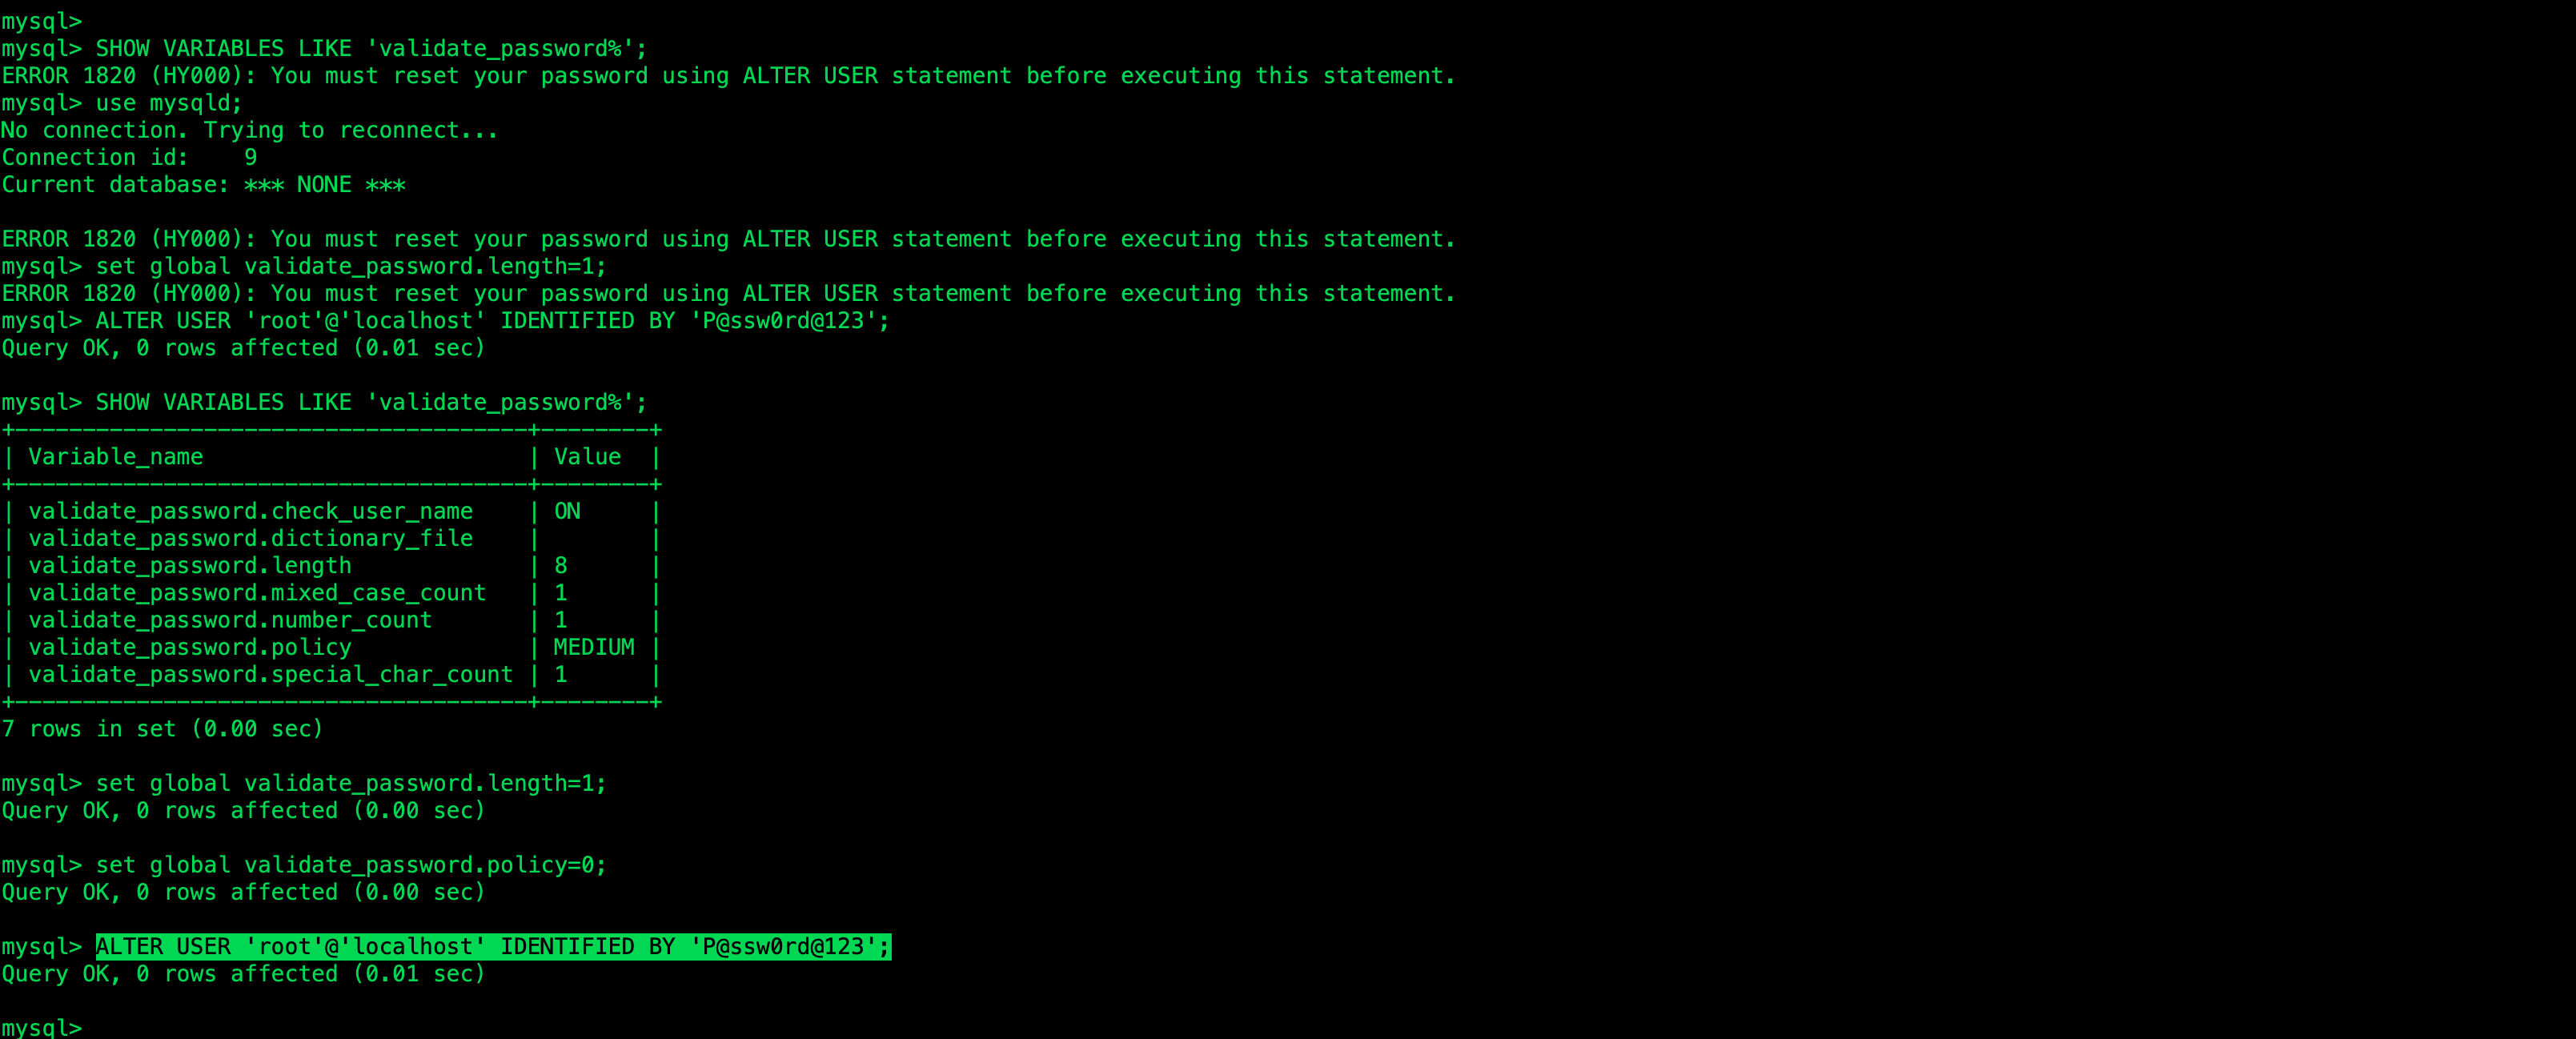 mysql>
mysql> SHOW VARIABLES LIKE 'validate_password%';
ERROR 1820 (HY000): You must reset your password using ALTER USER statement before executing this statement.
mysql> use mysqld;
No connection. Trying to reconnect...
Connection id:    9
Current database: *** NONE ***

ERROR 1820 (HY000): You must reset your password using ALTER USER statement before executing this statement.
mysql> set global validate_password.length=1;
ERROR 1820 (HY000): You must reset your password using ALTER USER statement before executing this statement.
mysql> ALTER USER 'root'@'localhost' IDENTIFIED BY 'P@ssw0rd@123';
Query OK, 0 rows affected (0.01 sec)

mysql> SHOW VARIABLES LIKE 'validate_password%';
+--------------------------------------+--------+
| Variable_name                        | Value  |
+--------------------------------------+--------+
| validate_password.check_user_name    | ON     |
| validate_password.dictionary_file    |        |
| validate_password.length             | 8      |
| validate_password.mixed_case_count   | 1      |
| validate_password.number_count       | 1      |
| validate_password.policy             | MEDIUM |
| validate_password.special_char_count | 1      |
+--------------------------------------+--------+
7 rows in set (0.00 sec)

mysql> set global validate_password.length=1;
Query OK, 0 rows affected (0.00 sec)

mysql> set global validate_password.policy=0;
Query OK, 0 rows affected (0.00 sec)

mysql> ALTER USER 'root'@'localhost' IDENTIFIED BY 'P@ssw0rd@123';
Query OK, 0 rows affected (0.01 sec)

mysql>